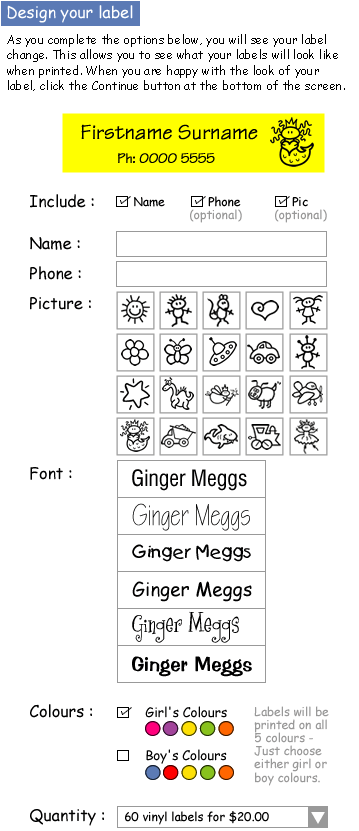 Design your label
As you complete the options below, you will see your label
change. This allows you to see what your labels will look like
when printed. When you are happy with the look of your
label, click the Continue button at the bottom of the screen.
Firstname Surname
Ph: 0000 5555
Include : Name Phone Pic
(optional) (optional)
Name :
Phone :
Picture :
Font : Ginger Meggs
Ginger Meggs
Ginger Meggs
Ginger Meggs
Ginger Meggs
Ginger Meggs
Colours : Girl's Colours
Boy's Colours
Labels will be
printed on all
5 colours -
Just choose
either girl or
boy colours.
Quantity : 60 vinyl labels for $20.00